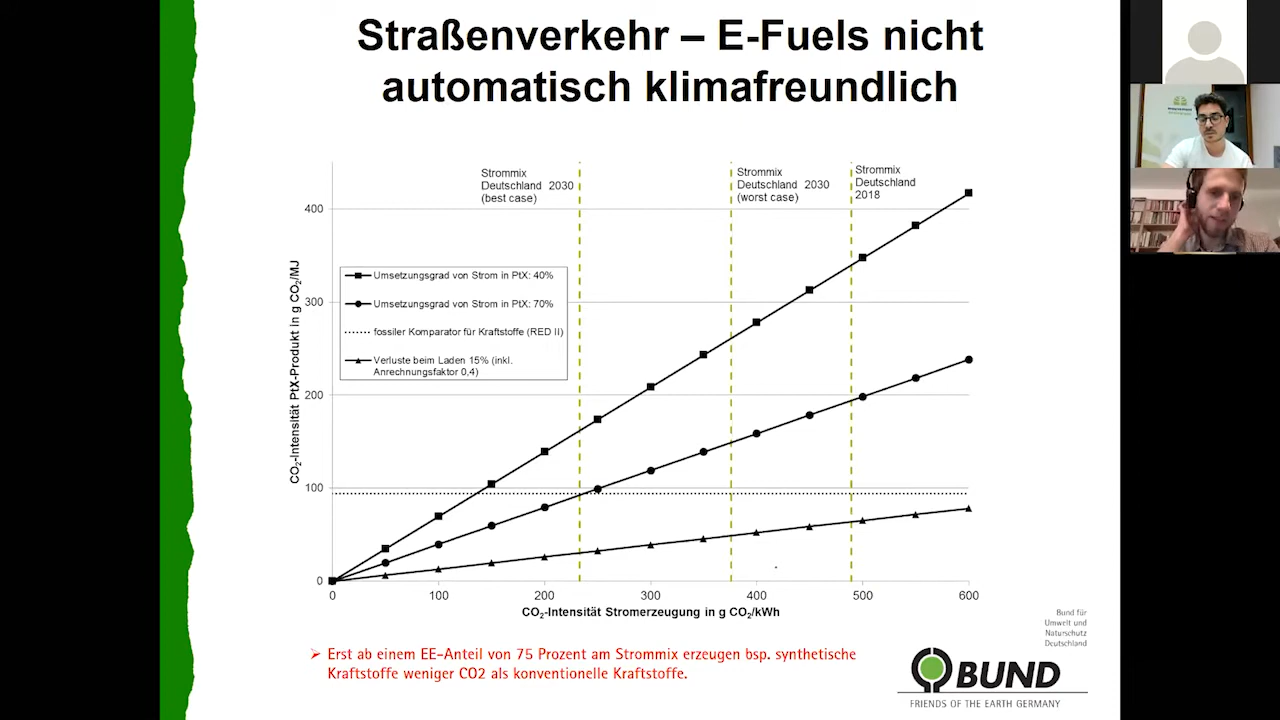 Straßenverkehr – E-Fuels nicht
automatisch klimafreundlich
Strommix
Deutschland 2030
(best case)
Strommix
Deutschland 2030
(worst case)
Strommix
Deutschland
2018
400
300
200
100
0
CO2-Intensität PtX-Produkt in g CO2/MJ
Umsetzungsgrad von Strom in PtX: 40%
Umsetzungsgrad von Strom in PtX: 70%
fossiler Komparator für Kraftstoffe (RED II)
Verluste beim Laden 15% (inkl.
Anrechnungsfaktor 0,4)
0 100 200 300 400 500 600
CO2-Intensität Stromerzeugung in g CO2/kWh
Erst ab einem EE-Anteil von 75 Prozent am Strommix erzeugen bsp. synthetische
Kraftstoffe weniger CO2 als konventionelle Kraftstoffe.
Bund für
Umwelt und
Naturschutz
Deutschland
BUND
FRIENDS OF THE EARTH GERMANY